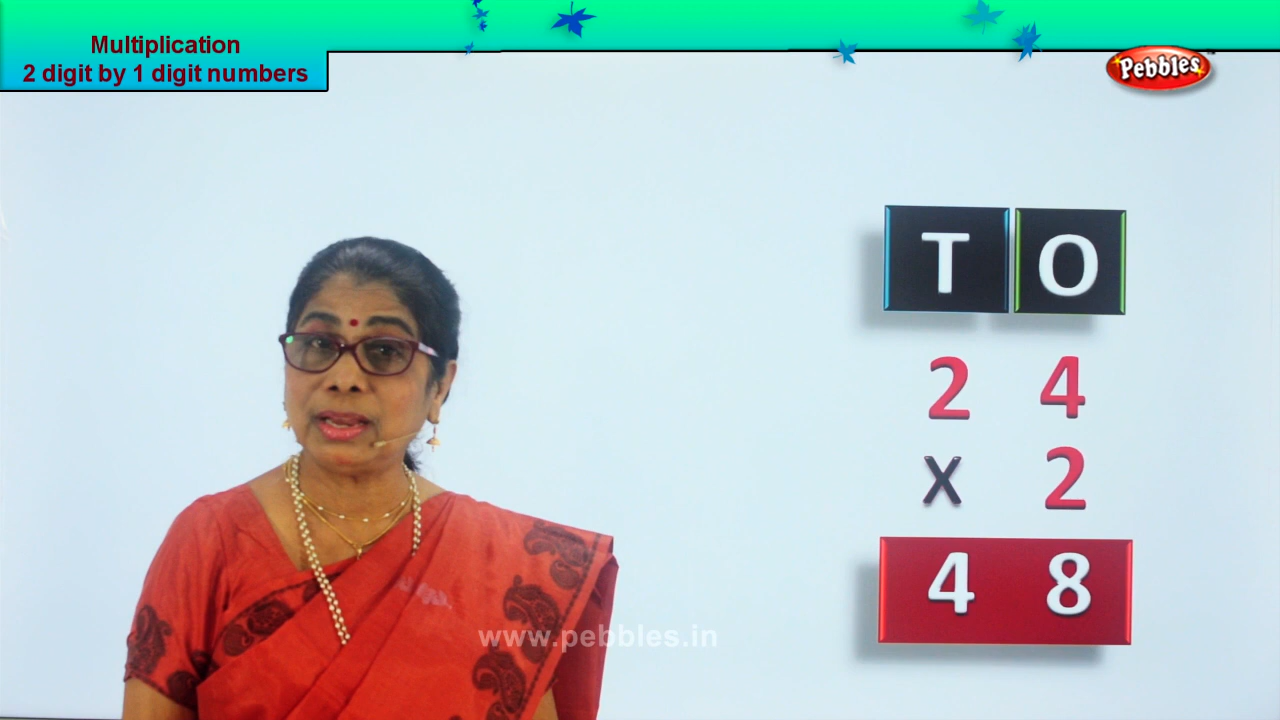 Multiplication
2 digit by 1 digit numbers
Pebbles
T O
2 4
x 2
4 8
www.pebbles.in